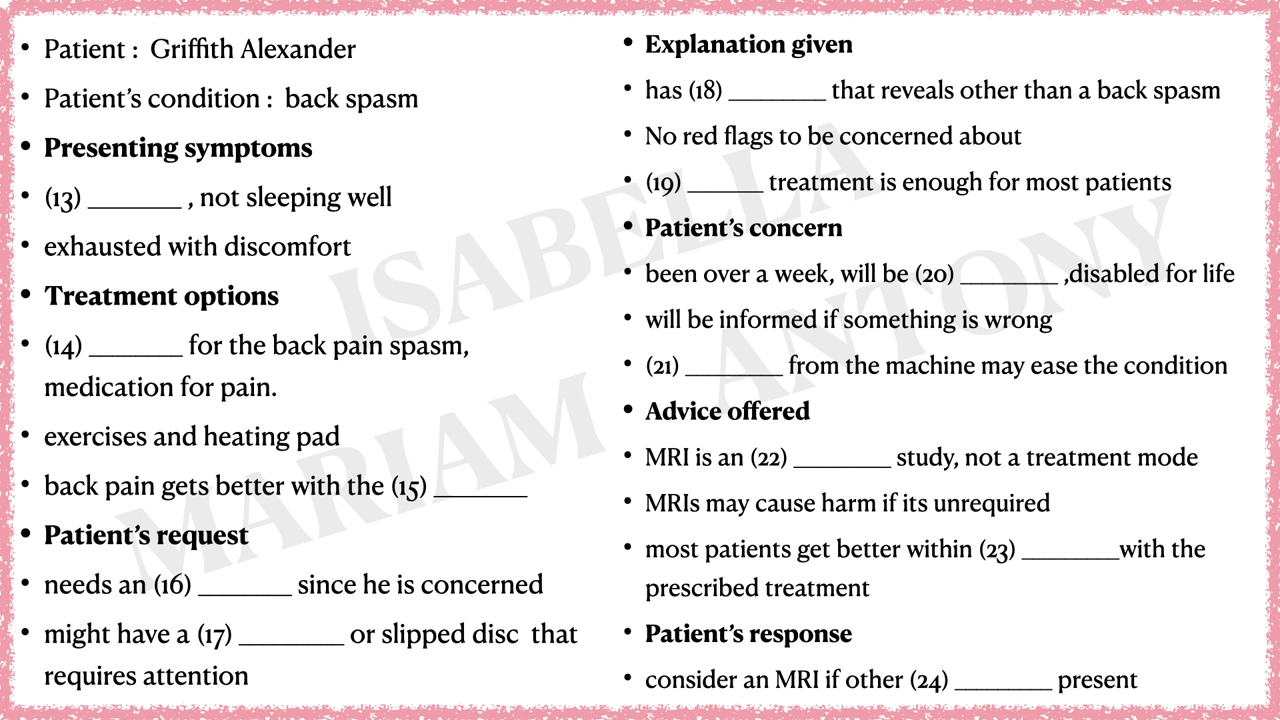 • Patient : Griffith Alexander
• Patient's condition : back spasm
• Presenting symptoms
• (13) _______ , not sleeping well
• exhausted with discomfort
• Treatment options
• (14) _______ for the back pain spasm,
medication for pain.
• exercises and heating pad
• back pain gets better with the (15) _______
• Patient's request
• needs an (16) _______ since he is concerned
• might have a (17) ________ or slipped disc that
requires attention
• Explanation given
• has (18) ________ that reveals other than a back spasm
• No red flags to be concerned about
• (19) ______ treatment is enough for most patients
• Patient's concern
• been over a week, will be (20) ________ ,disabled for life
• will be informed if something is wrong
• (21) ________ from the machine may ease the condition
• Advice offered
• MRI is an (22) ________ study, not a treatment mode
• MRIs may cause harm if its unrequired
• most patients get better within (23) ________with the
prescribed treatment
• Patient's response
• consider an MRI if other (24) ________ present
ISABELLA
MARIAM ANTONY